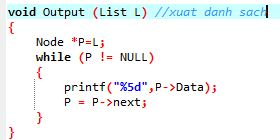 void Output (List L) //xuat danh sach
{
Node *P=L;
while (P != NULL)
{
printf("%5d",P->Data);
P = P->next;
}
}